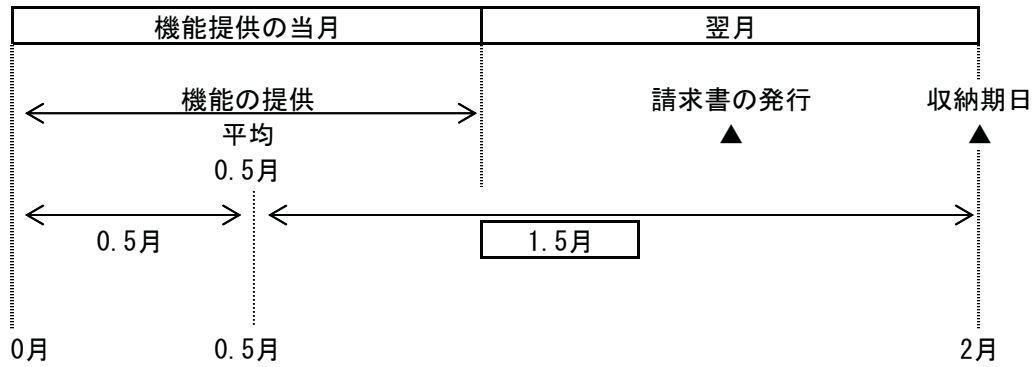 機能提供の当月 翌月
機能の提供 請求書の発行 収納期日
平均 ▲ ▲
0.5月
0.5月 1.5月
0月 0.5月 2月